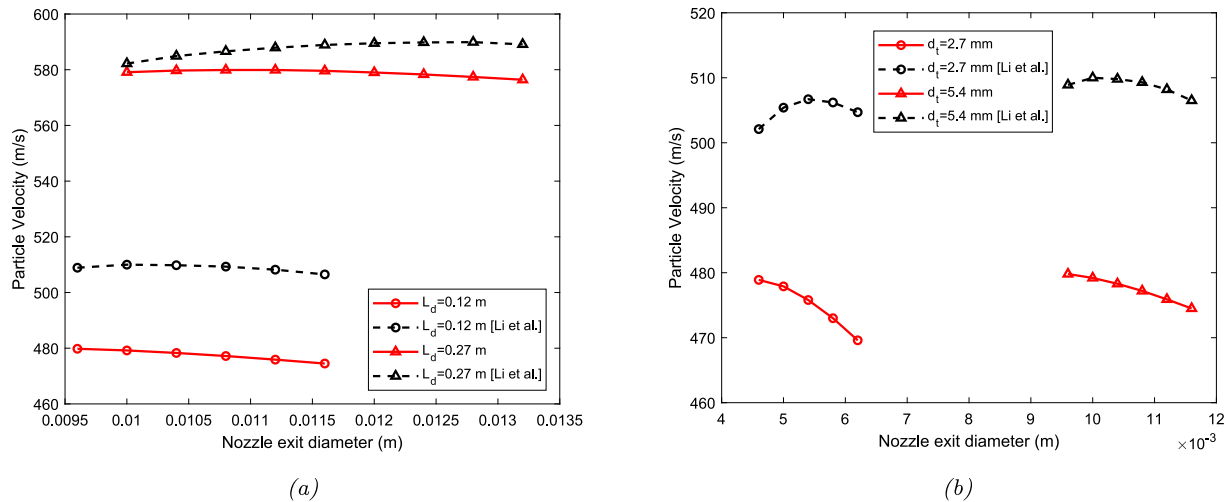 600
580
560
540
520
510
500
480
460
Particle Velocity (m/s)
L_d=0.12 m
L_d=0.12 m [Li et al.]
L_d=0.27 m
L_d=0.27 m [Li et al.]
0.0095 0.01 0.0105 0.011 0.0115 0.012 0.0125 0.013 0.0135
Nozzle exit diameter (m)
(a)
520
510
500
490
480
470
460
Particle Velocity (m/s)
d_t=2.7 mm
d_t=2.7 mm [Li et al.]
d_t=5.4 mm
d_t=5.4 mm [Li et al.]
4 5 6 7 8 9 10 11 12
Nozzle exit diameter (m)
×10^-3
(b)